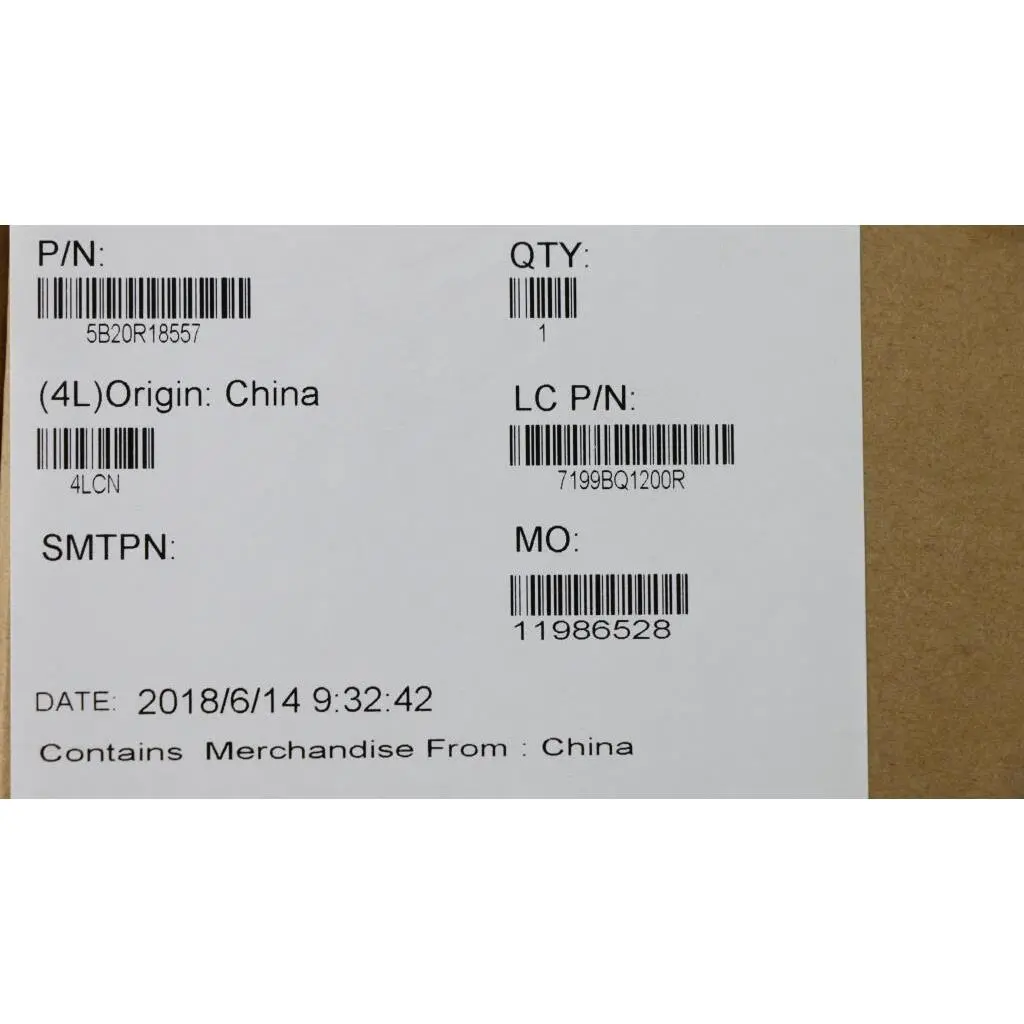 P/N:
5B20R18557
QTY:
1
(4L)Origin: China
4LCN
LC P/N:
7199BQ1200R
SMTPN:
MO:
11986528
DATE: 2018/6/14 9:32:42
Contains Merchandise From : China